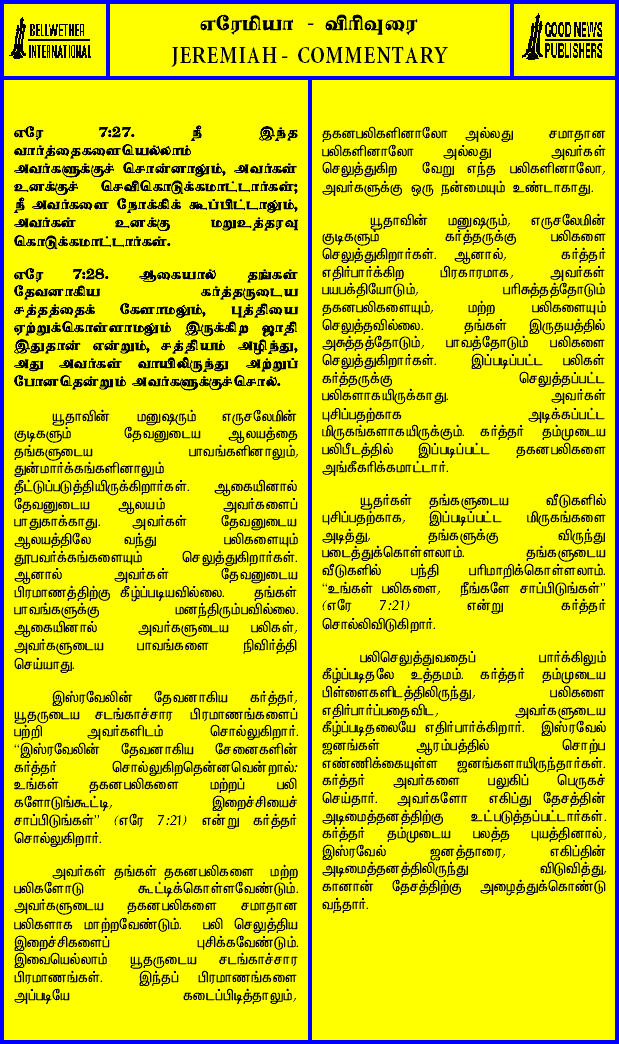 BELLWETHER
INTERNATIONAL
எரேமியா - விரிவுரை
JEREMIAH - COMMENTARY
GOOD NEWS
PUBLISHERS
எரே 7:27. நீ இந்த
வார்த்தைகளையெல்லாம்
அவர்களுக்குச் சொன்னாலும், அவர்கள்
உனக்குச் செவிகொடுக்கமாட்டார்கள்;
நீ அவர்களை நோக்கிக் கூப்பிட்டாலும்,
அவர்கள் உனக்கு மறுஉத்தரவு
கொடுக்கமாட்டார்கள்.
எரே 7:28. ஆகையால் தங்கள்
தேவனாகிய கர்த்தருடைய
சத்தத்தைக் கேளாமலும், புத்தியை
ஏற்றுக்கொள்ளாமலும் இருக்கிற ஜாதி
இதுதான் என்றும், சத்தியம் அழிந்து,
அது அவர்கள் வாயிலிருந்து அற்றுப்
போனதென்றும் அவர்களுக்குச்சொல்.
யூதாவின் மனுஷரும் எருசலேமின்
குடிகளும் தேவனுடைய ஆலயத்தை
தங்களுடைய பாவங்களினாலும்,
துன்மார்க்கங்களினாலும்
தீட்டுப்படுத்தியிருக்கிறார்கள். ஆகையினால்
தேவனுடைய ஆலயம் அவர்களைப்
பாதுகாக்காது. அவர்கள் தேவனுடைய
ஆலயத்திலே வந்து பலிகளையும்
தூபவர்க்கங்களையும் செலுத்துகிறார்கள்.
ஆனால் அவர்கள் தேவனுடைய
பிரமாணத்திற்கு கீழ்ப்படியவில்லை. தங்கள்
பாவங்களுக்கு மனந்திரும்பவில்லை.
ஆகையினால் அவர்களுடைய பலிகள்,
அவர்களுடைய பாவங்களை நிவிர்த்தி
செய்யாது.
இஸ்ரவேலின் தேவனாகிய கர்த்தர்,
யூதருடைய சடங்காச்சார பிரமாணங்களைப்
பற்றி அவர்களிடம் சொல்லுகிறார்.
“இஸ்ரவேலின் தேவனாகிய சேனைகளின்
கர்த்தர் சொல்லுகிறதென்னவென்றால்:
உங்கள் தகனபலிகளை மற்றப் பலி
களோடுங்கூட்டி, இறைச்சியைச்
சாப்பிடுங்கள்” (எரே 7:21) என்று கர்த்தர்
சொல்லுகிறார்.
அவர்கள் தங்கள் தகனபலிகளை மற்ற
பலிகளோடு கூட்டிக்கொள்ளவேண்டும்.
அவர்களுடைய தகனபலிகளை சமாதான
பலிகளாக மாற்றவேண்டும். பலி செலுத்திய
இறைச்சிகளைப் புசிக்கவேண்டும்.
இவையெல்லாம் யூதருடைய சடங்காச்சார
பிரமாணங்கள். இந்தப் பிரமாணங்களை
அப்படியே கடைப்பிடித்தாலும்,
தகனபலிகளினாலோ அல்லது சமாதான
பலிகளினாலோ அல்லது அவர்கள்
செலுத்துகிற வேறு எந்த பலிகளினாலோ,
அவர்களுக்கு ஒரு நன்மையும் உண்டாகாது.
யூதாவின் மனுஷரும், எருசலேமின்
குடிகளும் கர்த்தருக்கு பலிகளை
செலுத்துகிறார்கள். ஆனால், கர்த்தர்
எதிர்பார்க்கிற பிரகாரமாக, அவர்கள்
பயபக்தியோடும், பரிசுத்தத்தோடும்
தகனபலிகளையும், மற்ற பலிகளையும்
செலுத்தவில்லை. தங்கள் இருதயத்தில்
அசுத்தத்தோடும், பாவத்தோடும் பலிகளை
செலுத்துகிறார்கள். இப்படிப்பட்ட பலிகள்
கர்த்தருக்கு செலுத்தப்பட்ட
பலிகளாகயிருக்காது. அவர்கள்
புசிப்பதற்காக அடிக்கப்பட்ட
மிருகங்களாகயிருக்கும். கர்த்தர் தம்முடைய
பலிபீடத்தில் இப்படிப்பட்ட தகனபலிகளை
அங்கீகரிக்கமாட்டார்.
யூதர்கள் தங்களுடைய வீடுகளில்
புசிப்பதற்காக, இப்படிப்பட்ட மிருகங்களை
அடித்து, தங்களுக்கு விருந்து
படைத்துக்கொள்ளலாம். தங்களுடைய
வீடுகளில் பந்தி பரிமாறிக்கொள்ளலாம்.
“உங்கள் பலிகளை, நீங்களே சாப்பிடுங்கள்”
(எரே 7:21) என்று கர்த்தர்
சொல்லிவிடுகிறார்.
பலிசெலுத்துவதைப் பார்க்கிலும்
கீழ்ப்படிதலே உத்தமம். கர்த்தர் தம்முடைய
பிள்ளைகளிடத்திலிருந்து, பலிகளை
எதிர்பார்ப்பதைவிட, அவர்களுடைய
கீழ்ப்படிதலையே எதிர்பார்க்கிறார். இஸ்ரவேல்
ஜனங்கள் ஆரம்பத்தில் சொற்ப
எண்ணிக்கையுள்ள ஜனங்களாயிருந்தார்கள்.
கர்த்தர் அவர்களை பலுகிப் பெருகச்
செய்தார். அவர்களோ எகிப்து தேசத்தின்
அடிமைத்தனத்திற்கு உட்படுத்தப்பட்டார்கள்.
கர்த்தர் தம்முடைய பலத்த புயத்தினால்,
இஸ்ரவேல் ஜனத்தாரை, எகிப்தின்
அடிமைத்தனத்திலிருந்து விடுவித்து,
கானான் தேசத்திற்கு அழைத்துக்கொண்டு
வந்தார்.